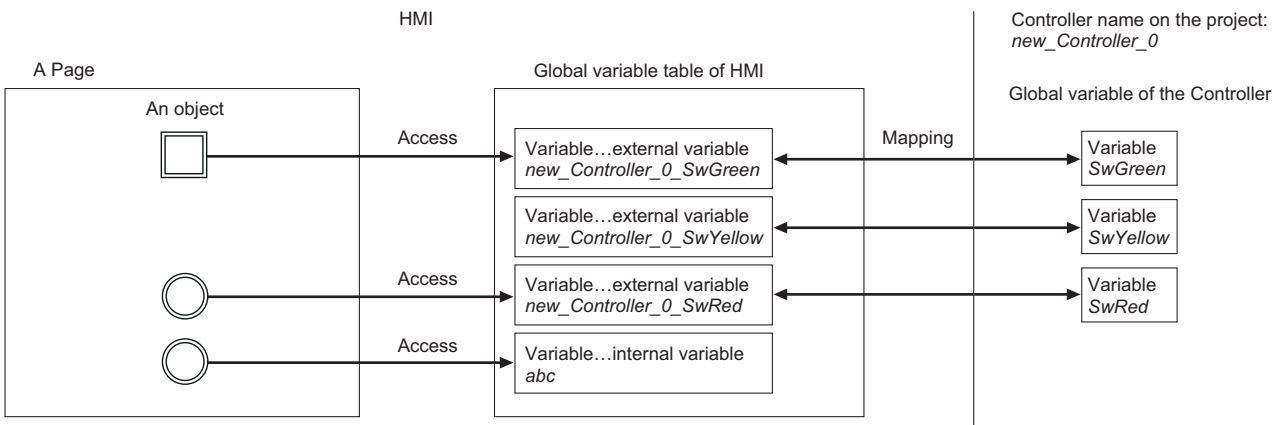 HMI
Controller name on the project:
new_Controller_0
A Page
Global variable table of HMI
Global variable of the Controller
An object
Access
Variable…external variable
new_Controller_0_SwGreen
Mapping
Variable
SwGreen
Variable…external variable
new_Controller_0_SwYellow
Variable
SwYellow
Access
Variable…external variable
new_Controller_0_SwRed
Variable
SwRed
Access
Variable…internal variable
abc